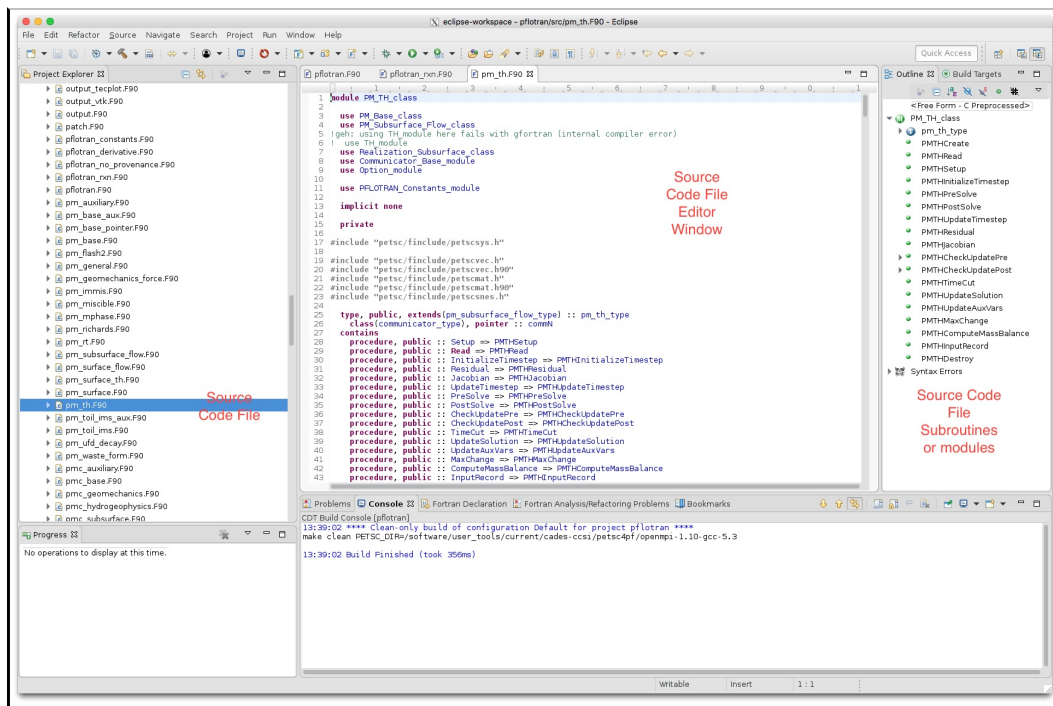 eclipse-workspace - pflotran/src/pm_th.F90 - Eclipse
File Edit Refactor Source Navigate Search Project Run Window Help
Quick Access
Project Explorer
output_tecplot.F90
output_vtk.F90
output.F90
patch.F90
pflotran_constants.F90
pflotran_derivative.F90
pflotran_no_provenance.F90
pflotran_rxn.F90
pflotran.F90
pm_auxiliary.F90
pm_base_aux.F90
pm_base_pointer.F90
pm_base.F90
pm_flash2.F90
pm_general.F90
pm_geomechanics_force.F90
pm_immis.F90
pm_miscible.F90
pm_mphase.F90
pm_richards.F90
pm_rt.F90
pm_subsurface_flow.F90
pm_surface_flow.F90
pm_surface_th.F90
pm_surface.F90
pm_th.F90
pm_toil_ims_aux.F90
pm_toil_ims.F90
pm_ufd_decay.F90
pm_waste_form.F90
pmc_auxiliary.F90
pmc_base.F90
pmc_geomechanics.F90
pmc_hydrogeophysics.F90
pmc_subsurface.F90
Source
Code File
pflotran.F90 pflotran_rxn.F90 pm_th.F90
1 module PM_TH_class
2
3 use PM_Base_class
4 use PM_Subsurface_Flow_class
5 !geh: using TH_module here fails with gfortran (internal compiler error)
6 ! use TH_module
7 use Realization_Subsurface_class
8 use Communicator_Base_module
9 use Option_module
10
11 use PFLOTRAN_Constants_module
12
13 implicit none
14
15 private
16
17 #include "petsc/finclude/petscsys.h"
18
19 #include "petsc/finclude/petscvec.h"
20 #include "petsc/finclude/petscvec.h90"
21 #include "petsc/finclude/petscmat.h"
22 #include "petsc/finclude/petscmat.h90"
23 #include "petsc/finclude/petscsnes.h"
24
25 type, public, extends(pm_subsurface_flow_type) :: pm_th_type
26 class(communicator_type), pointer :: commN
27 contains
28 procedure, public :: Setup => PMTHSetup
29 procedure, public :: Read => PMTHRead
30 procedure, public :: InitializeTimestep => PMTHInitializeTimestep
31 procedure, public :: Residual => PMTHResidual
32 procedure, public :: Jacobian => PMTHJacobian
33 procedure, public :: UpdateTimestep => PMTHUpdateTimestep
34 procedure, public :: PreSolve => PMTHPreSolve
35 procedure, public :: PostSolve => PMTHPostSolve
36 procedure, public :: CheckUpdatePre => PMTHCheckUpdatePre
37 procedure, public :: CheckUpdatePost => PMTHCheckUpdatePost
38 procedure, public :: TimeCut => PMTHTimeCut
39 procedure, public :: UpdateSolution => PMTHUpdateSolution
40 procedure, public :: UpdateAuxVars => PMTHUpdateAuxVars
41 procedure, public :: MaxChange => PMTHMaxChange
42 procedure, public :: ComputeMassBalance => PMTHComputeMassBalance
43 procedure, public :: InputRecord => PMTHInputRecord
Source
Code File
Editor
Window
Outline Build Targets
<Free Form - C Preprocessed>
PM_TH_class
pm_th_type
PMTHCreate
PMTHRead
PMTHSetup
PMTHInitializeTimestep
PMTHPreSolve
PMTHPostSolve
PMTHUpdateTimestep
PMTHResidual
PMTHJacobian
PMTHCheckUpdatePre
PMTHCheckUpdatePost
PMTHTimeCut
PMTHUpdateSolution
PMTHUpdateAuxVars
PMTHMaxChange
PMTHComputeMassBalance
PMTHInputRecord
PMTHDestroy
Syntax Errors
Source Code
File
Subroutines
or modules
Progress
No operations to display at this time.
Problems Console Fortran Declaration Fortran Analysis/Refactoring Problems Bookmarks
CDT Build Console [pflotran]
13:39:02 **** Clean-only build of configuration Default for project pflotran ****
make clean PETSC_DIR=/software/user_tools/current/cades-ccsi/petsc4pf/openmpi-1.10-gcc-5.3
13:39:02 Build Finished (took 356ms)
Writable Insert 1 : 1